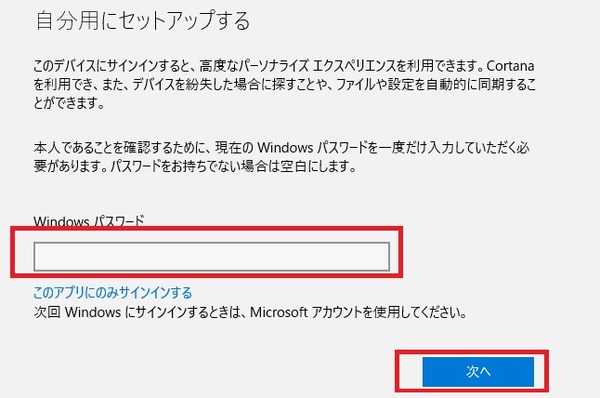 自分用にセットアップする
このデバイスにサインインすると、高度なパーソナライズ エクスペリエンスを利用できます。Cortana
を利用でき、また、デバイスを紛失した場合に探すことや、ファイルや設定を自動的に同期するこ
とができます。
本人であることを確認するために、現在の Windows パスワードを一度だけ入力していただく必
要があります。パスワードをお持ちでない場合は空白にします。
Windows パスワード
このアプリにのみサインインする
次回 Windows にサインインするときは、Microsoft アカウントを使用してください。
次へ